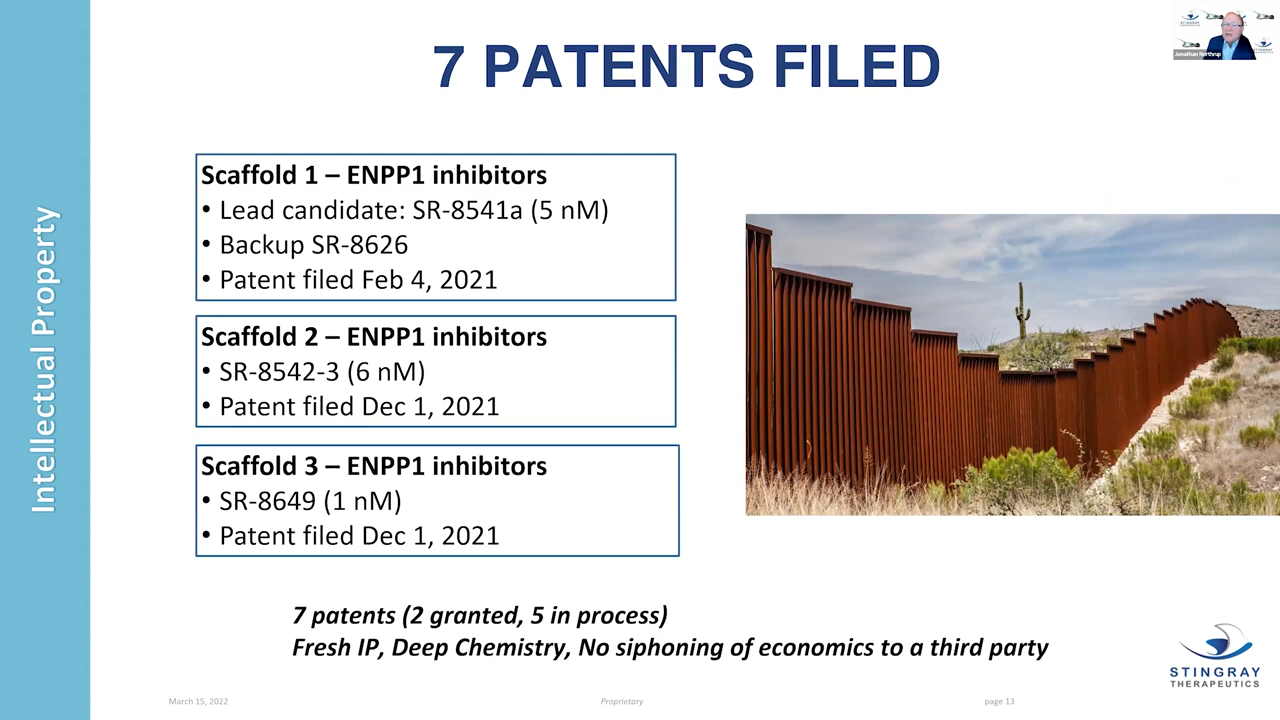 7 PATENTS FILED
Jonathan Northrup
Intellectual Property
Scaffold 1 – ENPP1 inhibitors
• Lead candidate: SR-8541a (5 nM)
• Backup SR-8626
• Patent filed Feb 4, 2021
Scaffold 2 – ENPP1 inhibitors
• SR-8542-3 (6 nM)
• Patent filed Dec 1, 2021
Scaffold 3 – ENPP1 inhibitors
• SR-8649 (1 nM)
• Patent filed Dec 1, 2021
7 patents (2 granted, 5 in process)
Fresh IP, Deep Chemistry, No siphoning of economics to a third party
STINGRAY
THERAPEUTICS
March 15, 2022
Proprietary
page 13